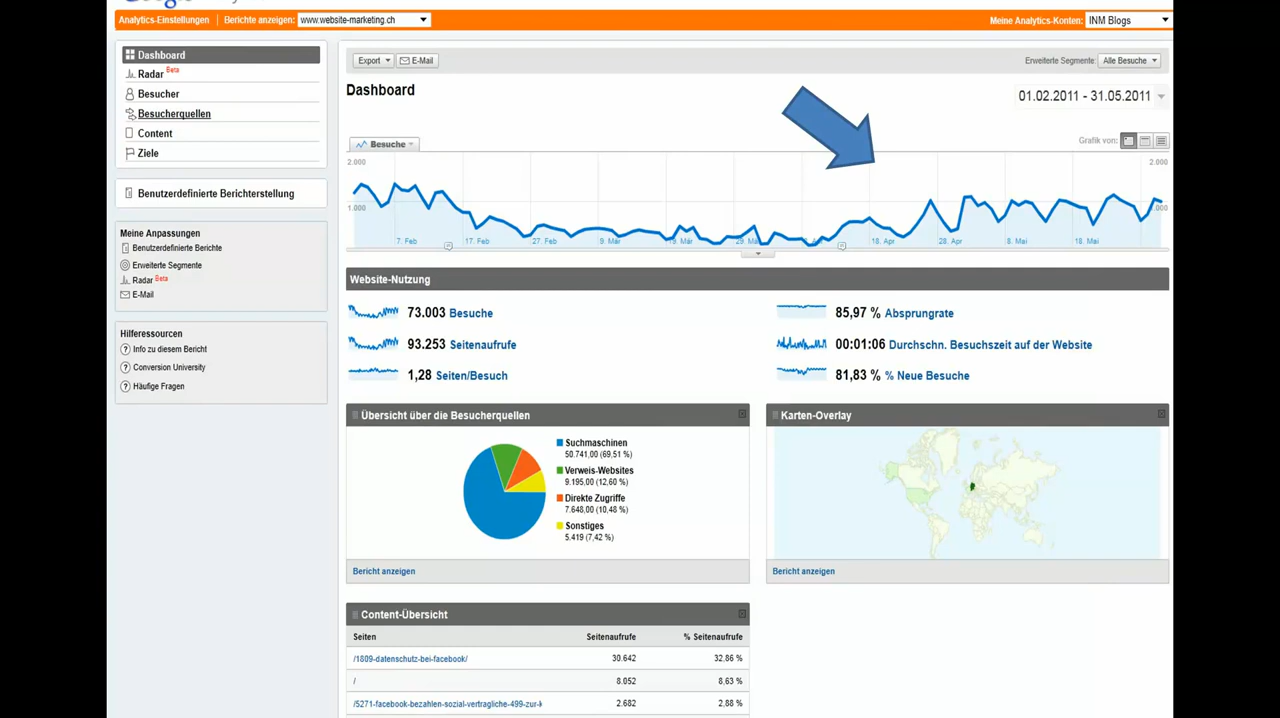 Analytics-Einstellungen | Berichte anzeigen: www.website-marketing.ch
Meine Analytics-Konten: INM Blogs
Dashboard
Radar Beta
Besucher
Besucherquellen
Content
Ziele
Benutzerdefinierte Berichterstellung
Meine Anpassungen
Benutzerdefinierte Berichte
Erweiterte Segmente
Radar Beta
E-Mail
Hilferessourcen
Info zu diesem Bericht
Conversion University
Häufige Fragen
Export E-Mail
Erweiterte Segmente: Alle Besuche
Dashboard
01.02.2011 - 31.05.2011
Besuche
Grafik von:
2.000 2.000
1.000
7. Feb 17. Feb 27. Feb 9. Mär 18. Apr 28. Apr 8. Mai 18. Mai
Website-Nutzung
73.003 Besuche
93.253 Seitenaufrufe
1,28 Seiten/Besuch
85,97 % Absprungrate
00:01:06 Durchschn. Besuchszeit auf der Website
81,83 % % Neue Besuche
Übersicht über die Besucherquellen
Suchmaschinen
50.741,00 (69,51 %)
Verweis-Websites
9.195,00 (12,60 %)
Direkte Zugriffe
7.648,00 (10,48 %)
Sonstiges
5.419 (7,42 %)
Bericht anzeigen
Karten-Overlay
Bericht anzeigen
Content-Übersicht
Seiten Seitenaufrufe % Seitenaufrufe
/1809-datenschutz-bei-facebook/ 30.642 32,86 %
/ 8.052 8,63 %
/5271-facebook-bezahlen-sozial-vertragliche-499-zur-k 2.682 2,88 %